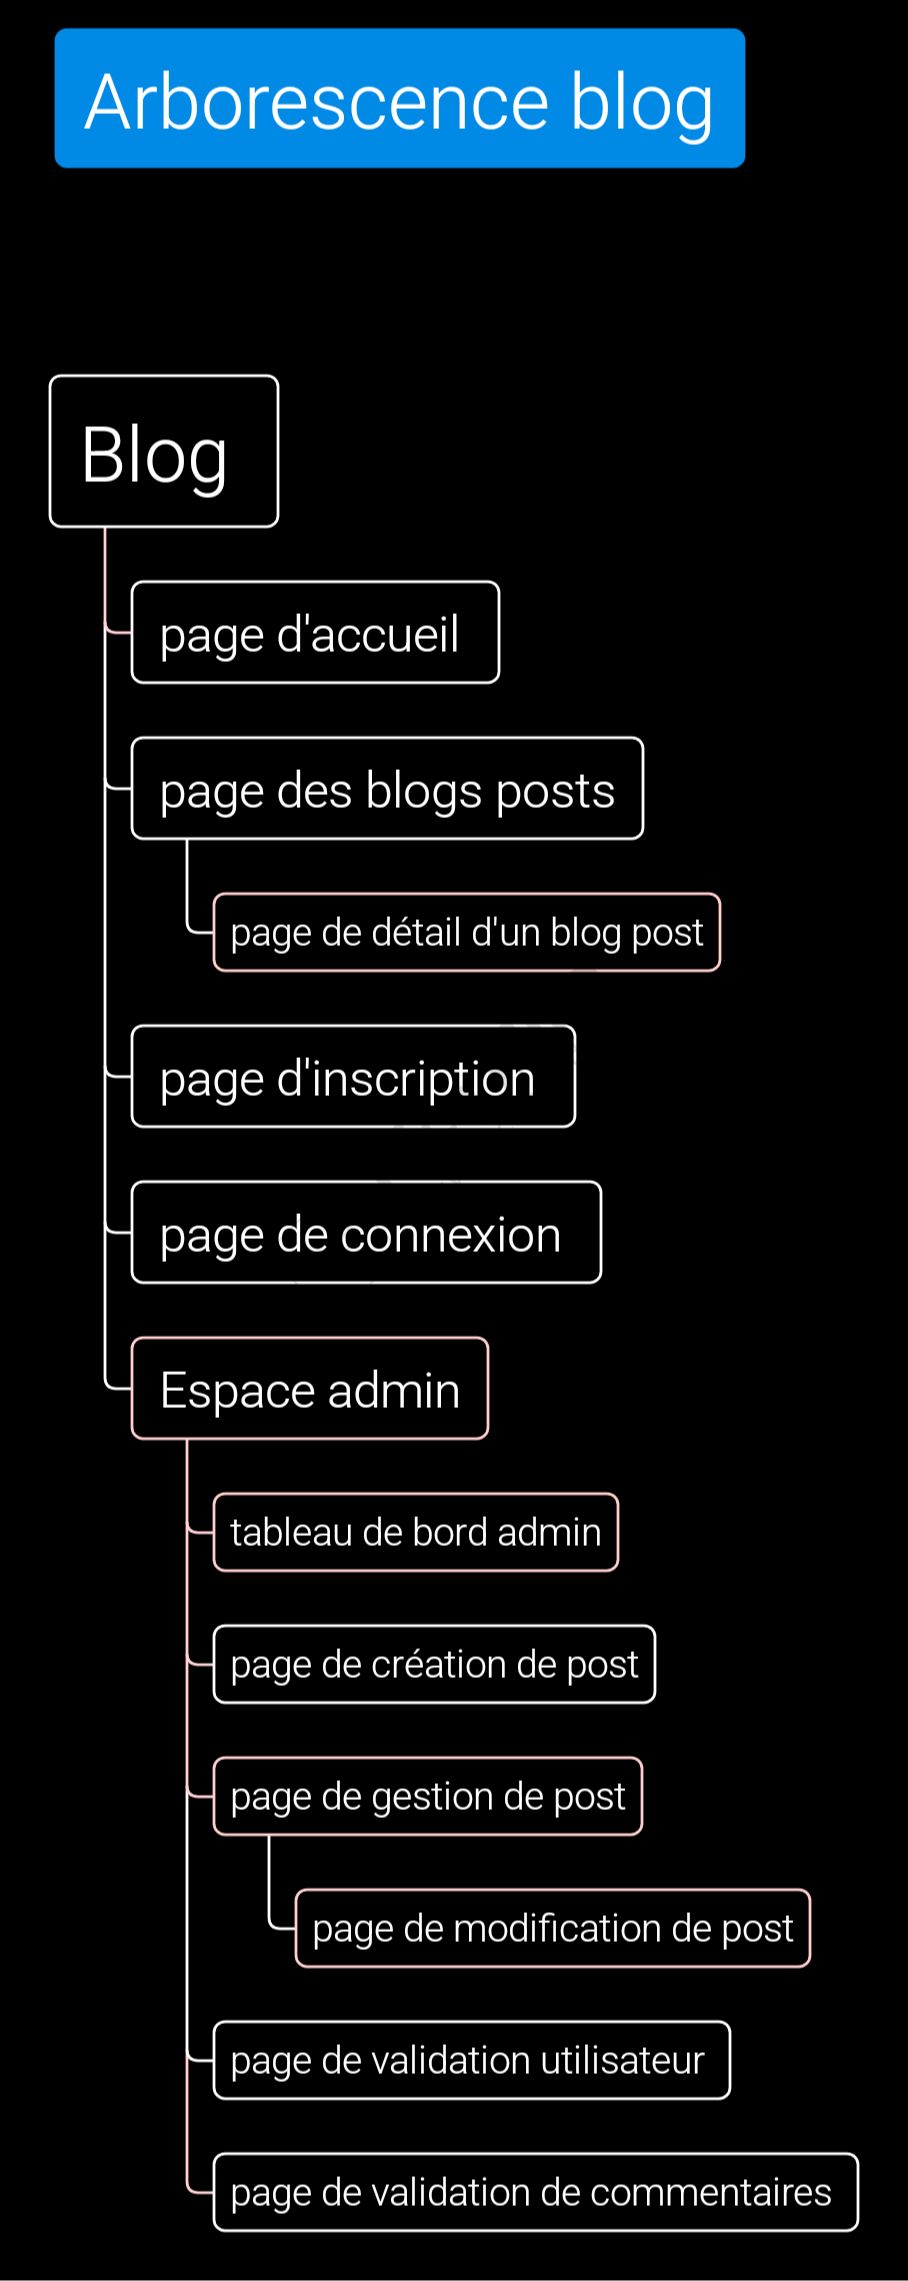 Arborescence blog
Blog
page d'accueil
page des blogs posts
page de détail d'un blog post
page d'inscription
page de connexion
Espace admin
tableau de bord admin
page de création de post
page de gestion de post
page de modification de post
page de validation utilisateur
page de validation de commentaires